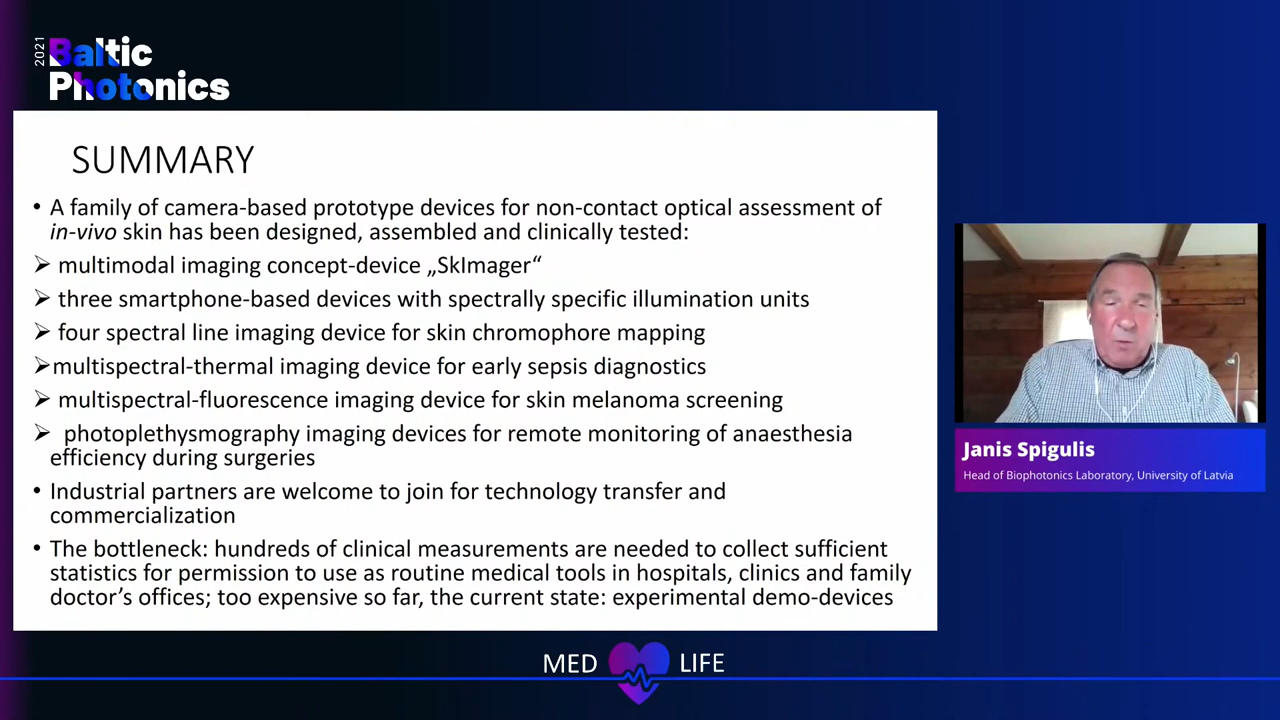 2021
Baltic
Photonics
SUMMARY
• A family of camera-based prototype devices for non-contact optical assessment of
in-vivo skin has been designed, assembled and clinically tested:
➢ multimodal imaging concept-device „SkImager“
➢ three smartphone-based devices with spectrally specific illumination units
➢ four spectral line imaging device for skin chromophore mapping
➢multispectral-thermal imaging device for early sepsis diagnostics
➢ multispectral-fluorescence imaging device for skin melanoma screening
➢ photoplethysmography imaging devices for remote monitoring of anaesthesia
efficiency during surgeries
• Industrial partners are welcome to join for technology transfer and
commercialization
• The bottleneck: hundreds of clinical measurements are needed to collect sufficient
statistics for permission to use as routine medical tools in hospitals, clinics and family
doctor’s offices; too expensive so far, the current state: experimental demo-devices
Janis Spigulis
Head of Biophotonics Laboratory, University of Latvia
MED LIFE